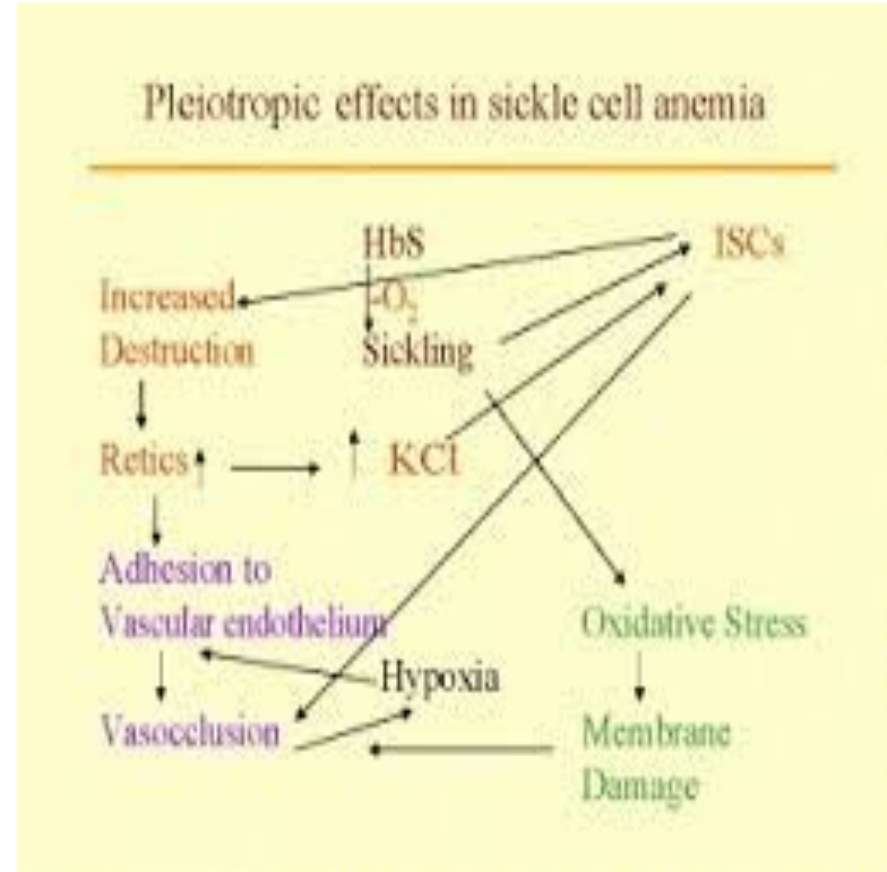 Pleiotropic effects in sickle cell anemia
HbS
ISCs
Increased
-O₂
Destruction
Sickling
Retics
KCl
Adhesion to
Vascular endothelium
Oxidative Stress
Hypoxia
Vasocclusion
Membrane
Damage